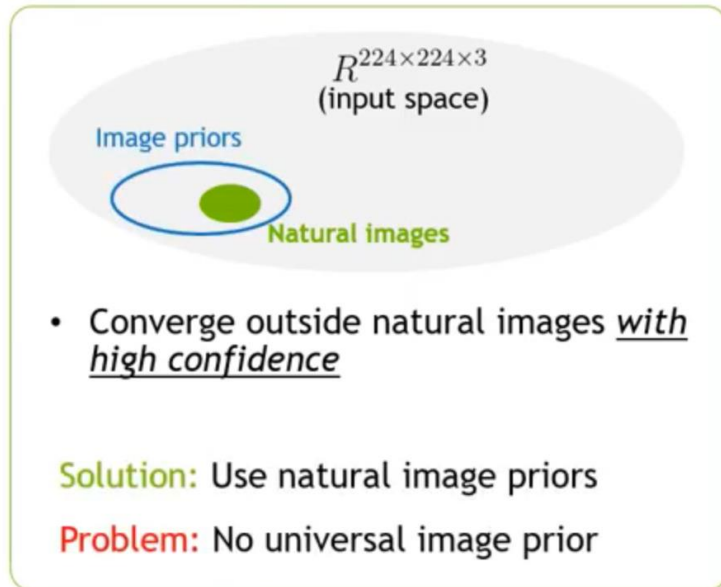 R^{224×224×3}
(input space)
Image priors
Natural images
• Converge outside natural images with
high confidence
Solution: Use natural image priors
Problem: No universal image prior